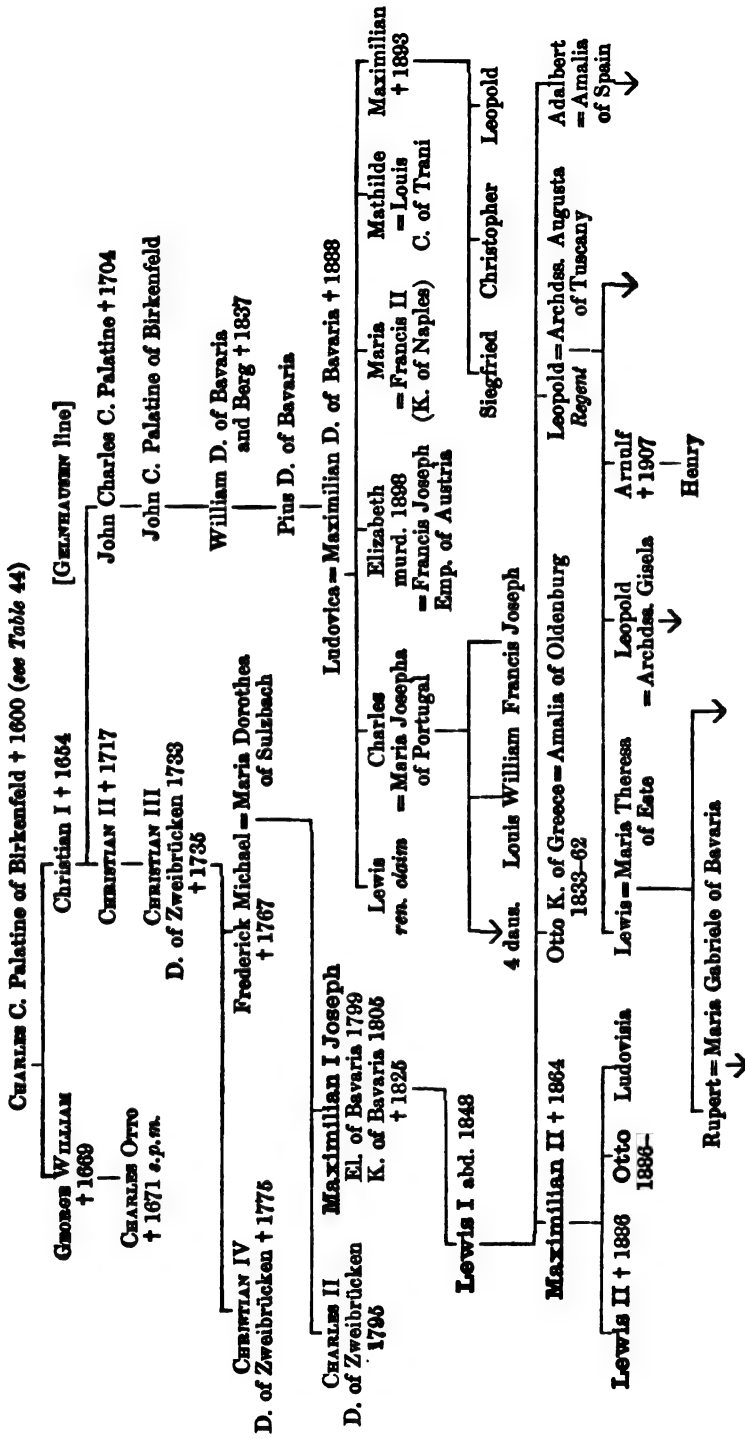 CHARLES C. Palatine of Birkenfeld † 1600 (see Table 44)
GEORGE WILLIAM
† 1669
Christian I † 1654
[GELNHAUSEN line]
CHARLES OTTO
† 1671 s.p.m.
CHRISTIAN II † 1717
John Charles C. Palatine † 1704
CHRISTIAN III
D. of Zweibrücken 1733
† 1735
John C. Palatine of Birkenfeld
CHRISTIAN IV
D. of Zweibrücken † 1775
Frederick Michael = Maria Dorothea
† 1767
of Sulzbach
William D. of Bavaria
and Berg † 1837
Pius D. of Bavaria
CHARLES II
D. of Zweibrücken
1795
Maximilian I Joseph
El. of Bavaria 1799
K. of Bavaria 1805
† 1825
Ludovica = Maximilian D. of Bavaria † 1888
Lewis
ren. claim
Charles
= Maria Josepha
of Portugal
Elizabeth
murd. 1898
= Francis Joseph
Emp. of Austria
Maria
= Francis II
(K. of Naples)
Mathilde
= Louis
C. of Trani
Maximilian
† 1893
4 daus.
Louis William
Francis Joseph
Siegfried
Christopher
Leopold
Lewis I abd. 1848
Maximilian II † 1864
Otto K. of Greece = Amalia of Oldenburg
1833–62
Leopold = Archdss. Augusta
Regent
of Tuscany
Adalbert
= Amalia
of Spain
Lewis II † 1886
Otto
1886–
Ludovisia
Lewis = Maria Theresa
of Este
Leopold
= Archdss. Gisela
Arnulf
† 1907
Henry
Rupert = Maria Gabriele of Bavaria